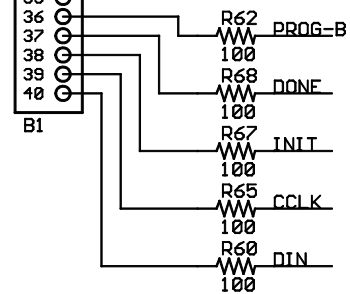 36
R62
PROG-B
37
100
38
R68
DONE
39
100
40
R67
INIT
B1
100
R65
CCLK
100
R60
DIN
100